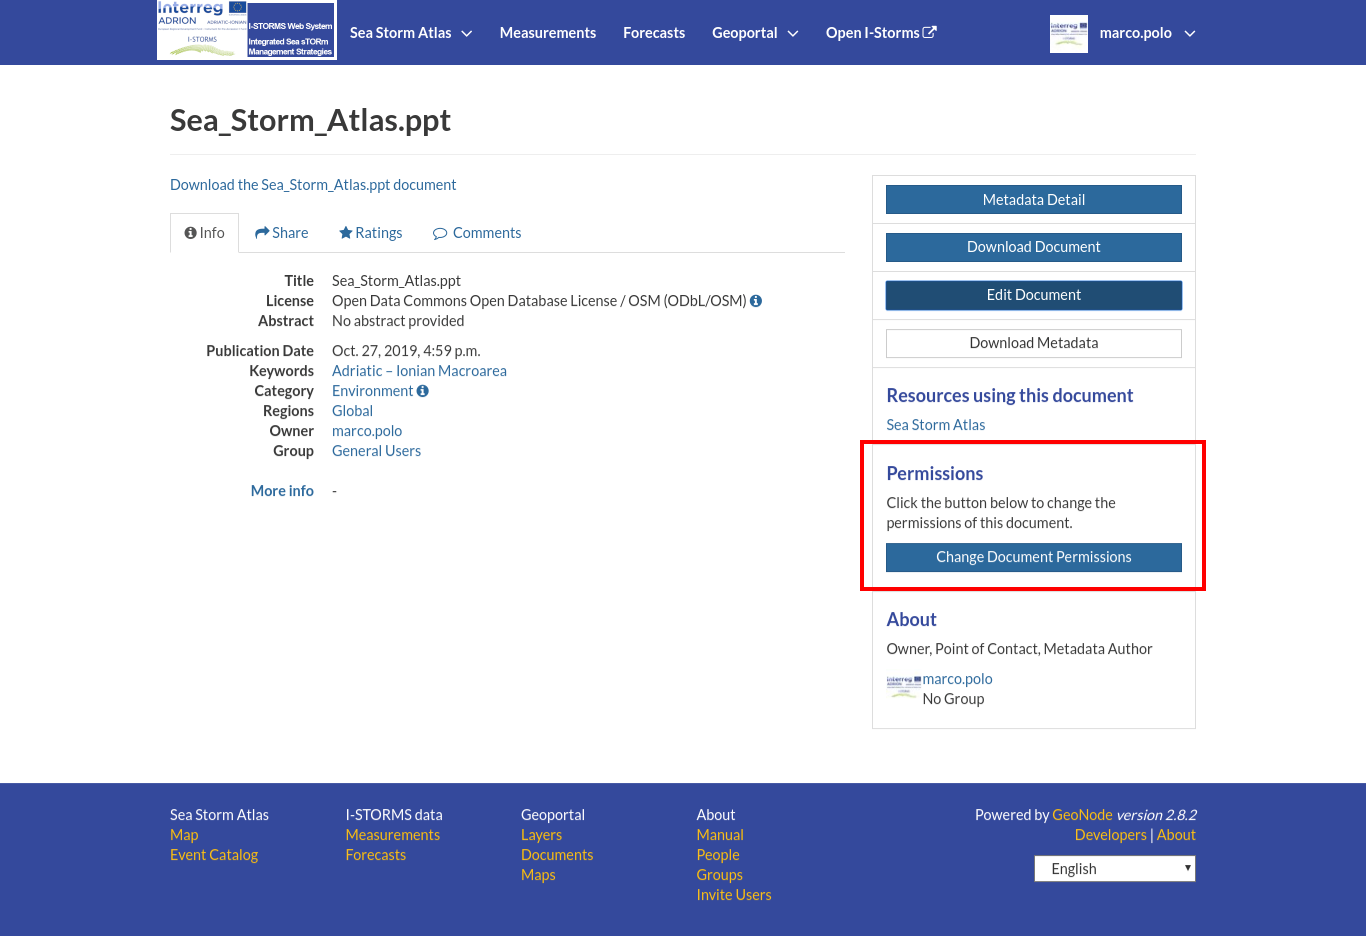 Interreg
ADRION ADRIATIC-IONIAN
I-STORMS
I-STORMS Web System
Integrated Sea sTORm
Management Strategies
Sea Storm Atlas
Measurements
Forecasts
Geoportal
Open I-Storms
marco.polo
Sea_Storm_Atlas.ppt
Download the Sea_Storm_Atlas.ppt document
Info
Share
Ratings
Comments
Title Sea_Storm_Atlas.ppt
License Open Data Commons Open Database License / OSM (ODbL/OSM)
Abstract No abstract provided
Publication Date Oct. 27, 2019, 4:59 p.m.
Keywords Adriatic – Ionian Macroarea
Category Environment
Regions Global
Owner marco.polo
Group General Users
More info -
Metadata Detail
Download Document
Edit Document
Download Metadata
Resources using this document
Sea Storm Atlas
Permissions
Click the button below to change the
permissions of this document.
Change Document Permissions
About
Owner, Point of Contact, Metadata Author
Interreg
marco.polo
No Group
Sea Storm Atlas
Map
Event Catalog
I-STORMS data
Measurements
Forecasts
Geoportal
Layers
Documents
Maps
About
Manual
People
Groups
Invite Users
Powered by GeoNode version 2.8.2
Developers | About
English